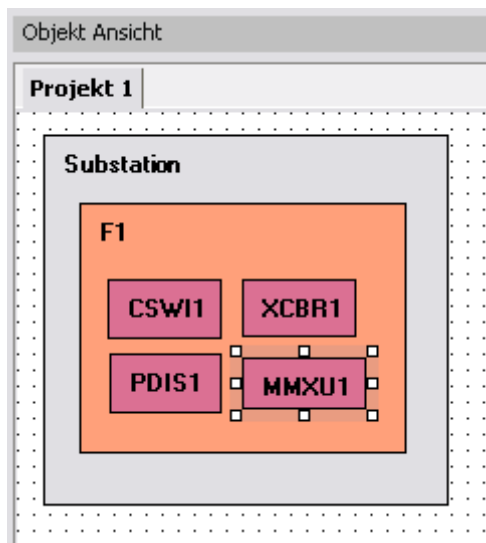 Objekt Ansicht
Projekt 1
Substation
F1
CSWI1 XCBR1
PDIS1 MMXU1